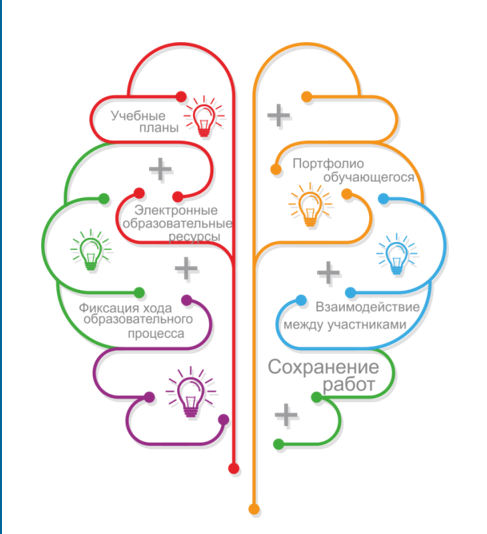 Учебные
планы
Электронные
образовательные
ресурсы
Фиксация хода
образовательного
процесса
Портфолио
обучающегося
Взаимодействие
между участниками
Сохранение
работ